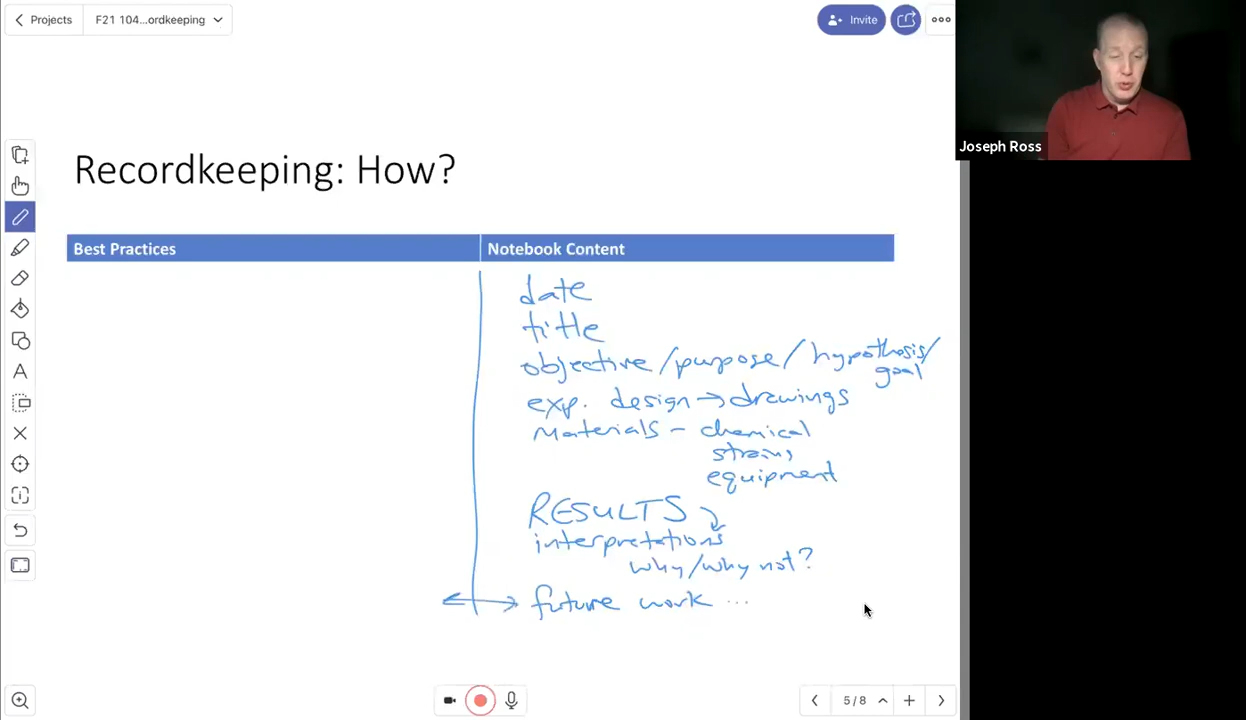 Projects
F21 104...ordkeeping
Invite
Joseph Ross
Recordkeeping: How?
Best Practices
Notebook Content
date
title
objective/purpose/hypothesis/
goal
exp. design → drawings
Materials - chemical
strains
equipment
RESULTS
interpretations
why/why not?
future work ...
5/8